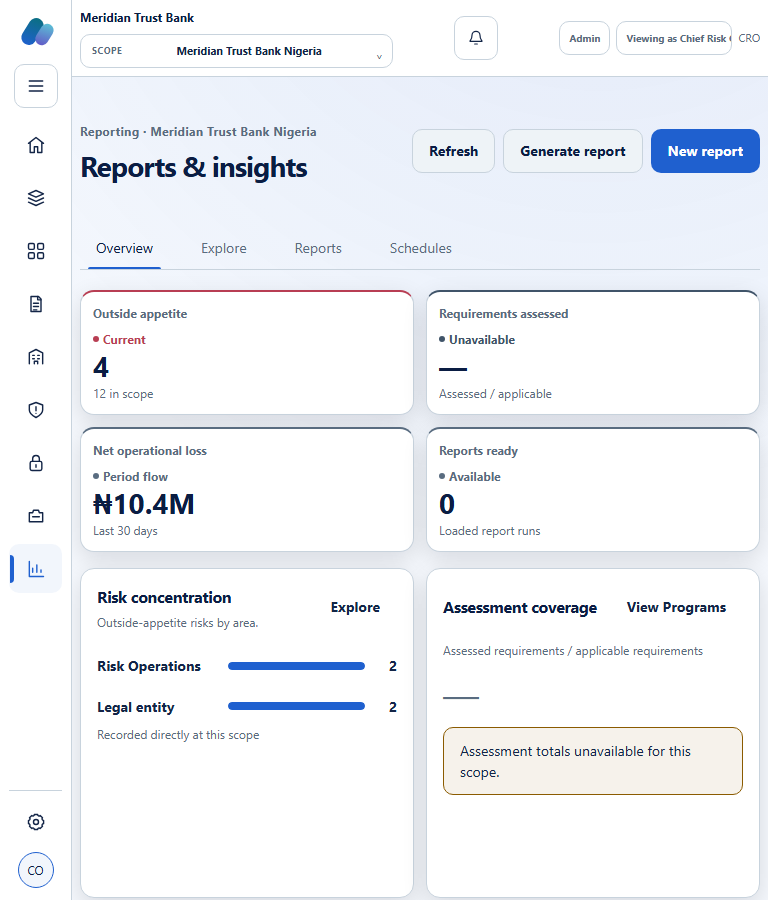 Meridian Trust Bank
SCOPE Meridian Trust Bank Nigeria
Admin
Viewing as Chief Risk
CRO
Reporting · Meridian Trust Bank Nigeria
Reports & insights
Refresh
Generate report
New report
Overview
Explore
Reports
Schedules
Outside appetite
Current
4
12 in scope
Requirements assessed
Unavailable
—
Assessed / applicable
Net operational loss
Period flow
₦10.4M
Last 30 days
Reports ready
Available
0
Loaded report runs
Risk concentration
Outside-appetite risks by area.
Explore
Risk Operations 2
Legal entity 2
Recorded directly at this scope
Assessment coverage
View Programs
Assessed requirements / applicable requirements
—
Assessment totals unavailable for this
scope.
CO